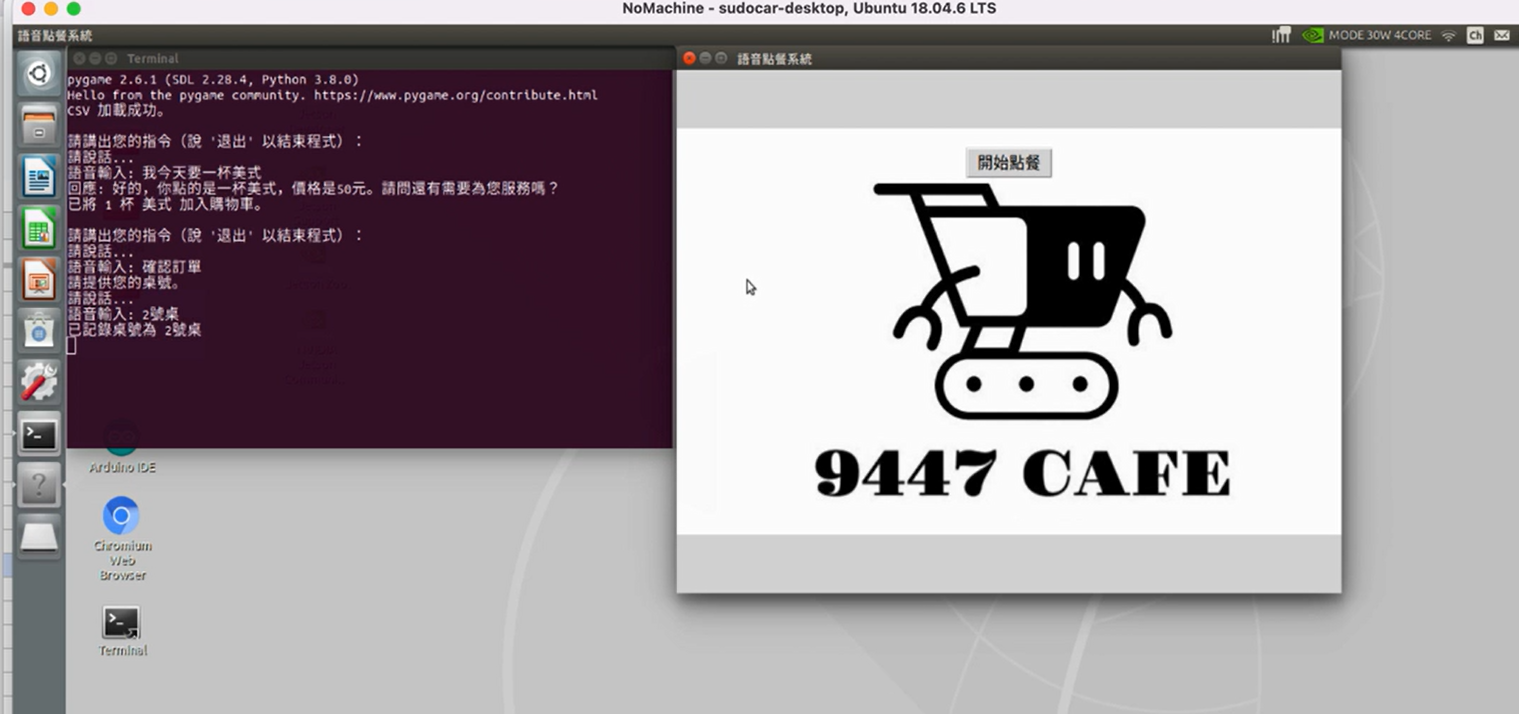 NoMachine - sudocar-desktop, Ubuntu 18.04.6 LTS
語音點餐系統
MODE 30W 4CORE
Ch
Terminal
pygame 2.6.1 (SDL 2.28.4, Python 3.8.0)
Hello from the pygame community. https://www.pygame.org/contribute.html
CSV 加載成功。
請講出您的指令（說 '退出' 以結束程式）：
請說話...
語音輸入: 我今天要一杯美式
回應: 好的, 你點的是一杯美式, 價格是50元。請問還有需要為您服務嗎？
已將 1 杯 美式 加入購物車。
請講出您的指令（說 '退出' 以結束程式）：
請說話...
語音輸入: 確認訂單
請提供您的桌號。
請說話...
語音輸入: 2號桌
已記錄桌號為 2號桌
Arduino IDE
Chromium
Web
Browser
Terminal
語音點餐系統
開始點餐
9447 CAFE